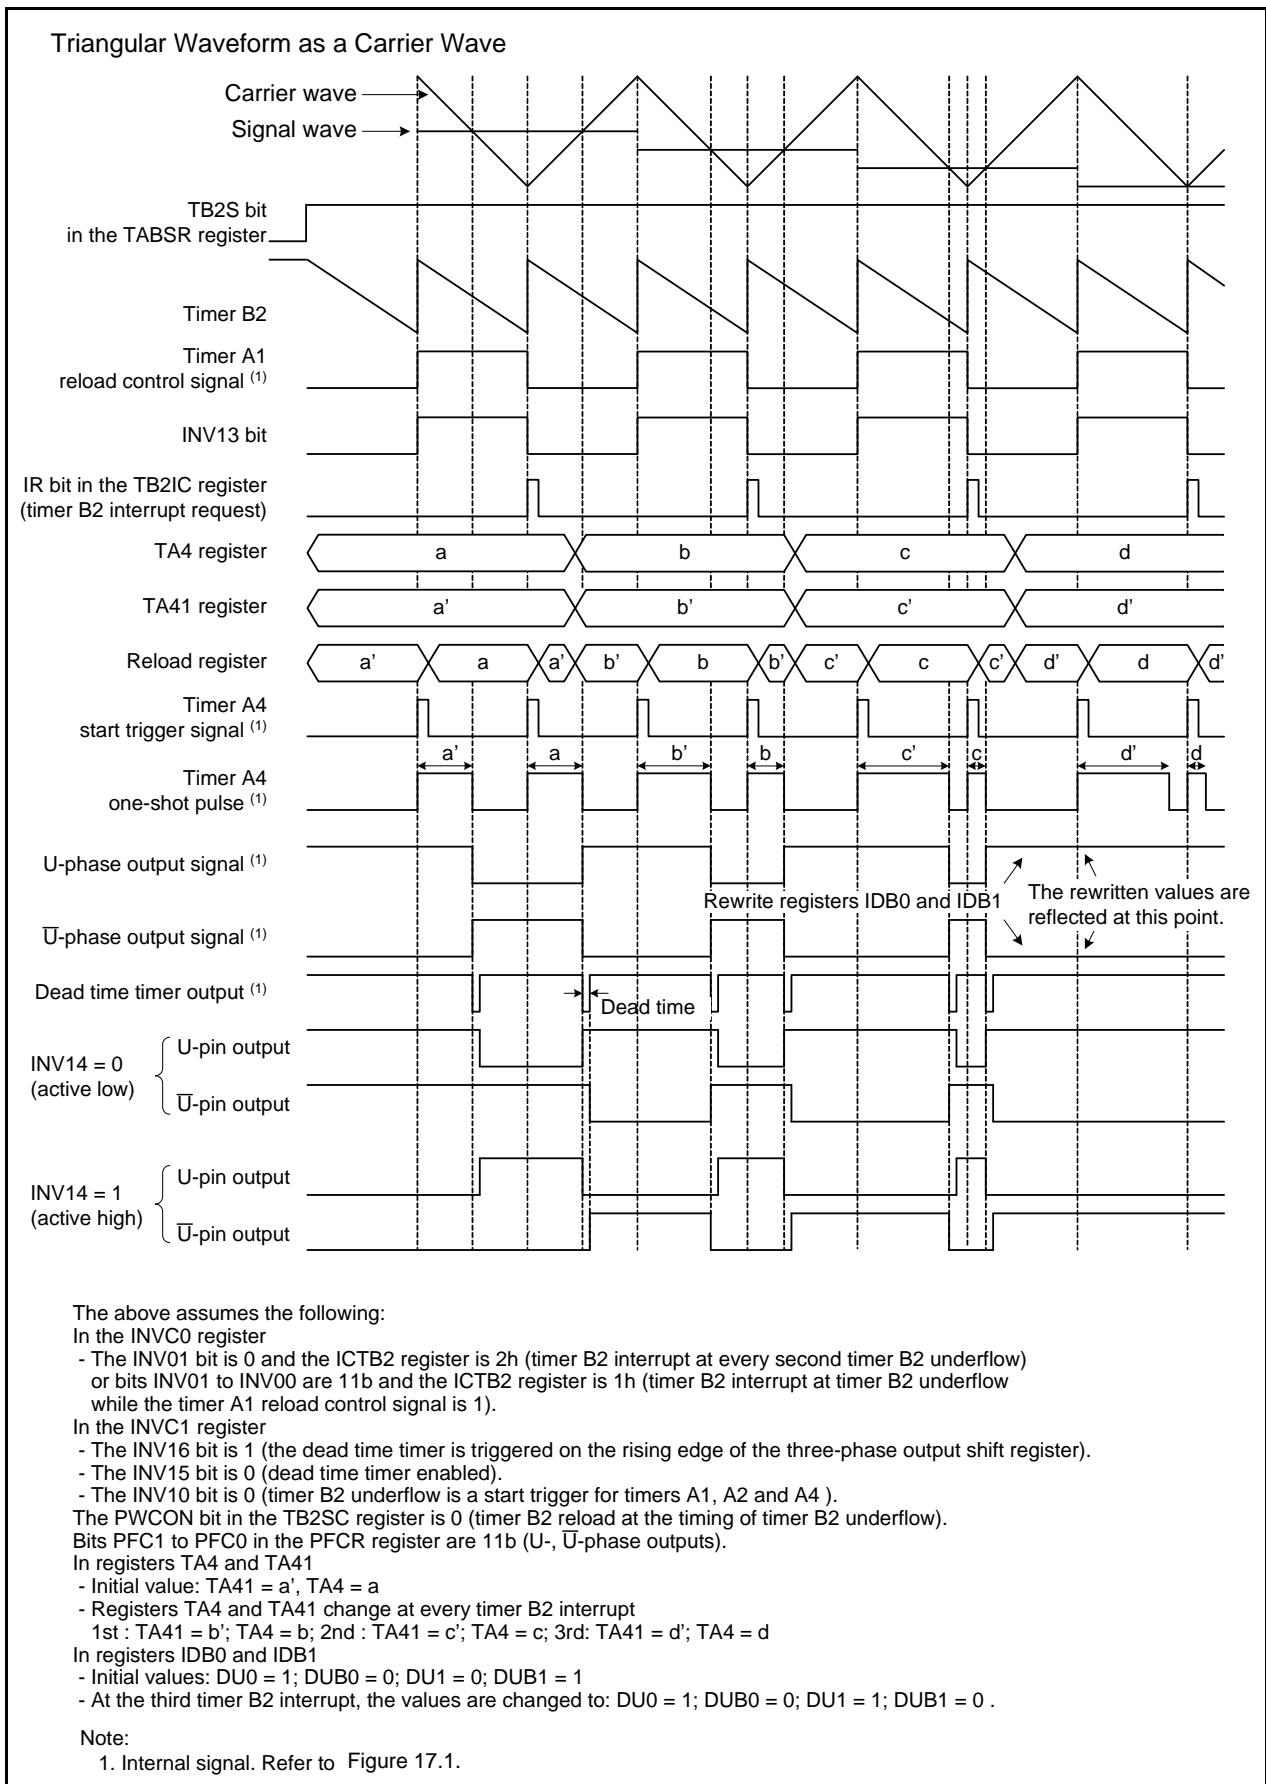 Triangular Waveform as a Carrier Wave
Carrier wave
Signal wave
TB2S bit
in the TABSR register
Timer B2
Timer A1
reload control signal (1)
INV13 bit
IR bit in the TB2IC register
(timer B2 interrupt request)
TA4 register
a b c d
TA41 register
a' b' c' d'
Reload register
a' a a' b' b b' c' c c' d' d d'
Timer A4
start trigger signal (1)
a' a b' b c' c d' d
Timer A4
one-shot pulse (1)
U-phase output signal (1)
Rewrite registers IDB0 and IDB1
The rewritten values are
reflected at this point.
U̅-phase output signal (1)
Dead time timer output (1)
Dead time
INV14 = 0
(active low)
U-pin output
U̅-pin output
INV14 = 1
(active high)
U-pin output
U̅-pin output
The above assumes the following:
In the INVC0 register
- The INV01 bit is 0 and the ICTB2 register is 2h (timer B2 interrupt at every second timer B2 underflow)
or bits INV01 to INV00 are 11b and the ICTB2 register is 1h (timer B2 interrupt at timer B2 underflow
while the timer A1 reload control signal is 1).
In the INVC1 register
- The INV16 bit is 1 (the dead time timer is triggered on the rising edge of the three-phase output shift register).
- The INV15 bit is 0 (dead time timer enabled).
- The INV10 bit is 0 (timer B2 underflow is a start trigger for timers A1, A2 and A4 ).
The PWCON bit in the TB2SC register is 0 (timer B2 reload at the timing of timer B2 underflow).
Bits PFC1 to PFC0 in the PFCR register are 11b (U-, U̅-phase outputs).
In registers TA4 and TA41
- Initial value: TA41 = a', TA4 = a
- Registers TA4 and TA41 change at every timer B2 interrupt
1st : TA41 = b'; TA4 = b; 2nd : TA41 = c'; TA4 = c; 3rd: TA41 = d'; TA4 = d
In registers IDB0 and IDB1
- Initial values: DU0 = 1; DUB0 = 0; DU1 = 0; DUB1 = 1
- At the third timer B2 interrupt, the values are changed to: DU0 = 1; DUB0 = 0; DU1 = 1; DUB1 = 0 .
Note:
1. Internal signal. Refer to Figure 17.1.